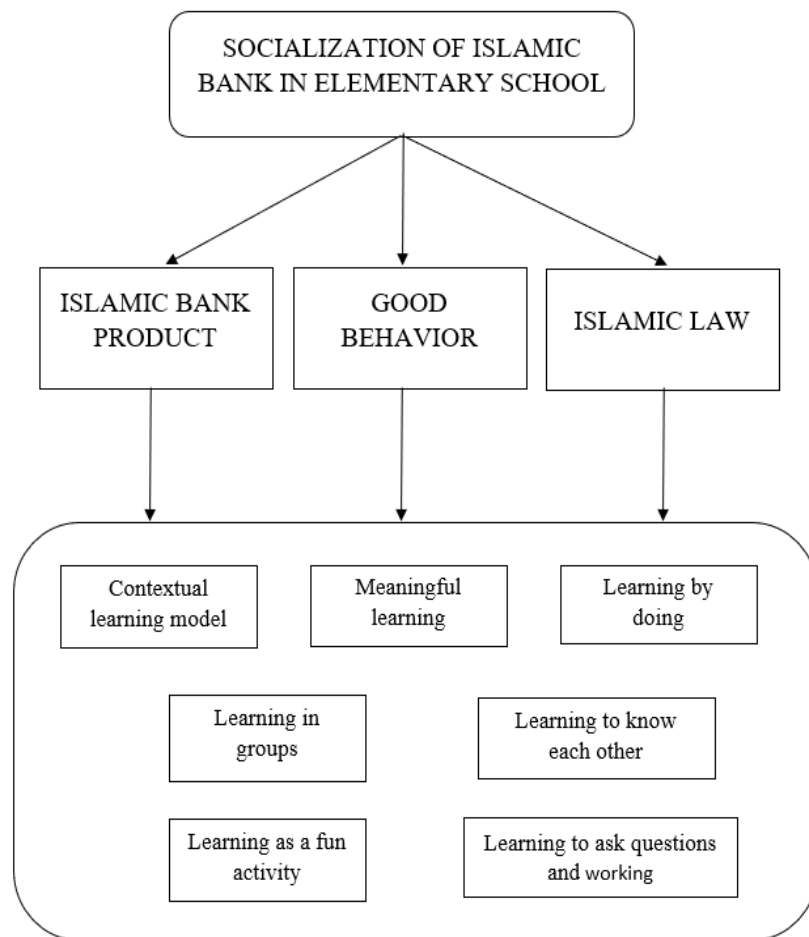 SOCIALIZATION OF ISLAMIC
BANK IN ELEMENTARY SCHOOL
ISLAMIC BANK
PRODUCT
GOOD
BEHAVIOR
ISLAMIC LAW
Contextual
learning model
Meaningful
learning
Learning by
doing
Learning in
groups
Learning to know
each other
Learning as a fun
activity
Learning to ask questions
and working